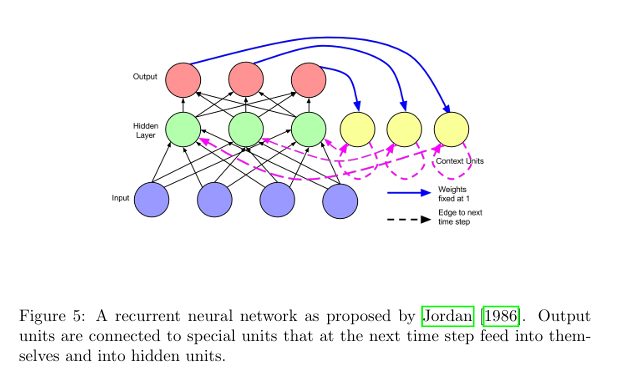 Output
Hidden
Layer
Context Units
Input
Weights
fixed at 1
Edge to next
time step
Figure 5: A recurrent neural network as proposed by Jordan [1986]. Output
units are connected to special units that at the next time step feed into them-
selves and into hidden units.